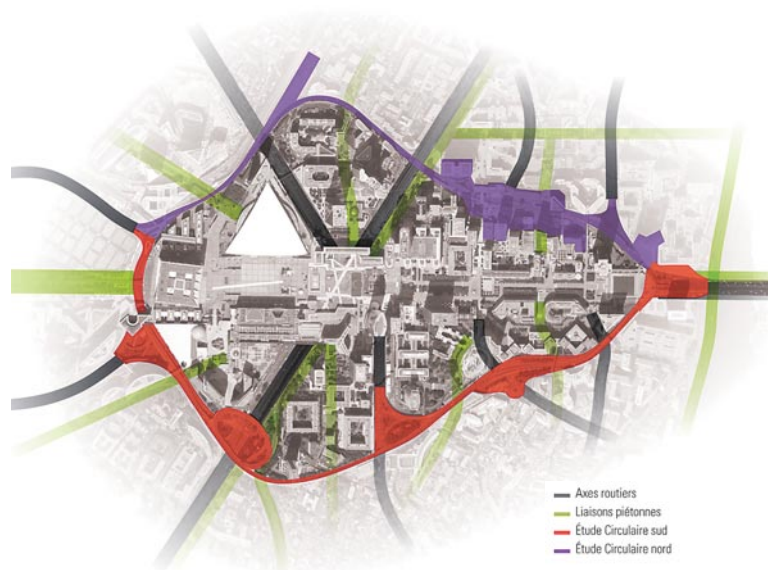 Axes routiers
Liaisons piétonnes
Étude Circulaire sud
Étude Circulaire nord